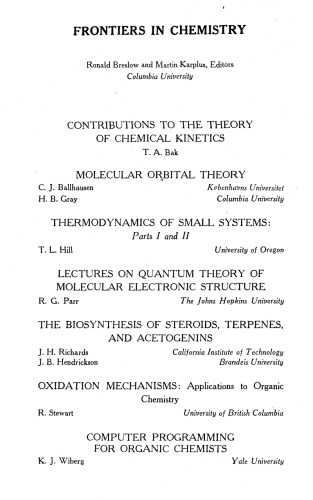 FRONTIERS IN CHEMISTRY
Ronald Breslow and Martin Karplus, Editors
Columbia University
CONTRIBUTIONS TO THE THEORY
OF CHEMICAL KINETICS
T. A. Bak
MOLECULAR ORBITAL THEORY
C. J. Ballhausen Københavns Universitet
H. B. Gray Columbia University
THERMODYNAMICS OF SMALL SYSTEMS:
Parts I and II
T. L. Hill University of Oregon
LECTURES ON QUANTUM THEORY OF
MOLECULAR ELECTRONIC STRUCTURE
R. G. Parr The Johns Hopkins University
THE BIOSYNTHESIS OF STEROIDS, TERPENES,
AND ACETOGENINS
J. H. Richards California Institute of Technology
J. B. Hendrickson Brandeis University
OXIDATION MECHANISMS: Applications to Organic
Chemistry
R. Stewart University of British Columbia
COMPUTER PROGRAMMING
FOR ORGANIC CHEMISTS
K. J. Wiberg Yale University